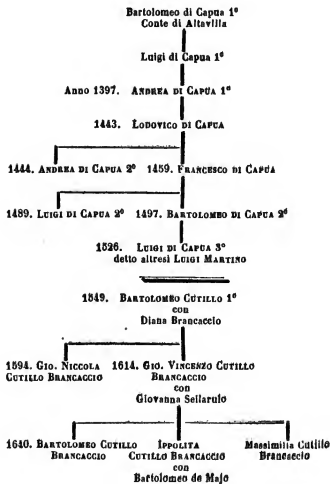 Bartolomeo di Capua 1°
Conte di Altavilla
Luigi di Capua 1°
Anno 1397. ANDREA DI CAPUA 1°
1443. LODOVICO DI CAPUA
1444. ANDREA DI CAPUA 2° 1459. FRANCESCO DI CAPUA
1489. LUIGI DI CAPUA 2° 1497. BARTOLOMEO DI CAPUA 2°
1526. LUIGI DI CAPUA 3°
detto altresì LUIGI MARTINO
1549. BARTOLOMEO CUTILLO 1°
con
Diana Brancaccio
1594. GIO. NICCOLA 1614. GIO. VINCENZO CUTILLO
CUTILLO BRANCACCIO BRANCACCIO
con
Giovanna Sellarulo
1640. BARTOLOMEO CUTILLO IPPOLITA Massimilia Cutillo
BRANCACCIO CUTILLO BRANCACCIO Brancaccio
con
Bartolomeo de Majo